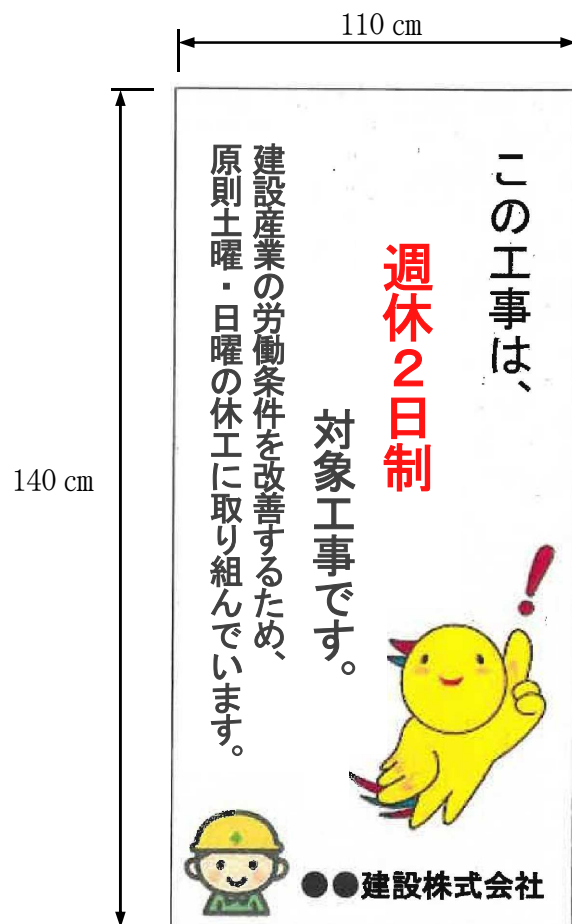 110 cm
140 cm
この工事は、
週休2日制
対象工事です。
建設産業の労働条件を改善するため、
原則土曜・日曜の休工に取り組んでいます。
●●建設株式会社